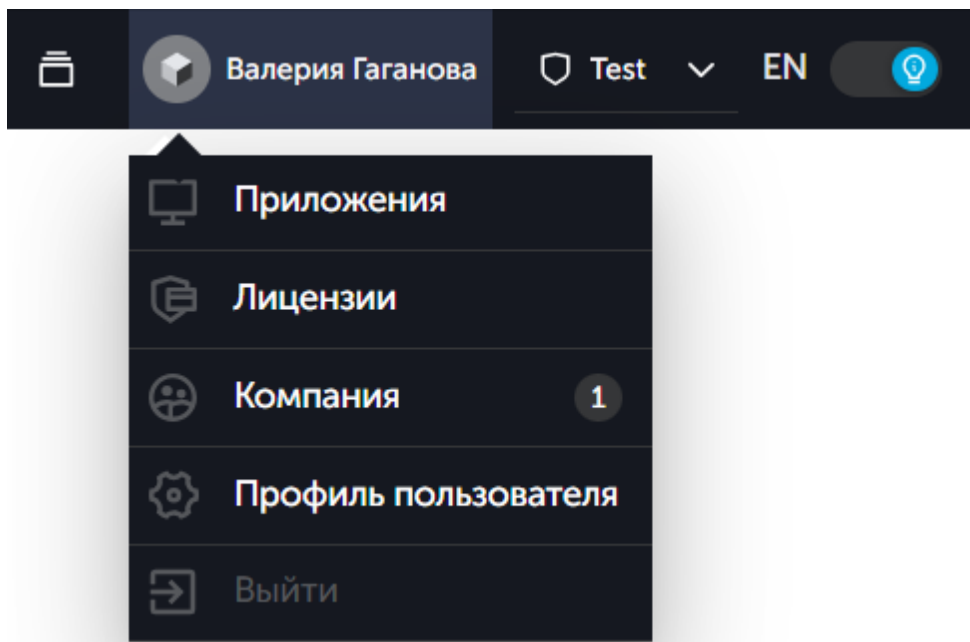 Валерия Гаганова Test EN
Приложения
Лицензии
Компания 1
Профиль пользователя
Выйти